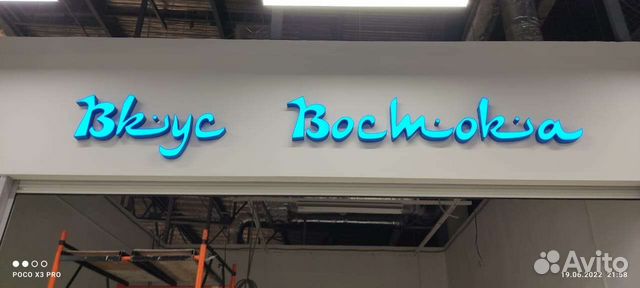 Вкус Востока
POCO X3 PRO
Avito
19.06.2022 21:58